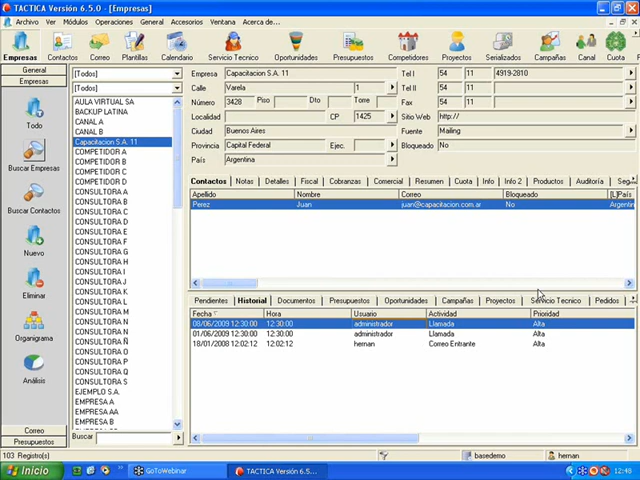 TACTICA Versión 6.5.0 - [Empresas]
Archivo Ver Módulos Operaciones General Accesorios Ventana Acerca de...
Empresas Contactos Correo Plantillas Calendario Servicio Tecnico Oportunidades Presupuestos Competidores Proyectos Serializados Campañas Canal Cuota
General
Empresas
Todo
Buscar Empresas
Buscar Contactos
Nuevo
Eliminar
Organigrama
Análisis
Correo
Presupuestos
[Todos]
[Todos]
AULA VIRTUAL SA
BACKUP LATINA
CANAL A
CANAL B
Capacitacion S.A. 11
COMPETIDOR A
COMPETIDOR B
COMPETIDOR C
COMPETIDOR D
CONSULTORA A
CONSULTORA B
CONSULTORA C
CONSULTORA D
CONSULTORA E
CONSULTORA F
CONSULTORA G
CONSULTORA H
CONSULTORA I
CONSULTORA J
CONSULTORA K
CONSULTORA L
CONSULTORA M
CONSULTORA N
CONSULTORA Ñ
CONSULTORA O
CONSULTORA P
CONSULTORA Q
CONSULTORA R
CONSULTORA S
EJEMPLO S.A.
EMPRESA A
EMPRESA AA
EMPRESA B
Buscar
Empresa Capacitacion S.A. 11 Tel I 54 11 4919-2810
Calle Varela 1 Tel II 54 11
Número 3428 Piso Dto Torre Fax 54 11
Localidad CP 1425 Sitio Web http://
Ciudad Buenos Aires Fuente Mailing
Provincia Capital Federal Ejec. Bloqueado No
País Argentina
Contactos Notas Detalles Fiscal Cobranzas Comercial Resumen Cuota Info Info 2 Productos Auditoría
Apellido Nombre Correo Bloqueado [L]País
Perez Juan juan@capacitacion.com.ar No Argentin
Pendientes Historial Documentos Presupuestos Oportunidades Campañas Proyectos Servicio Tecnico Pedidos
Fecha Hora Usuario Actividad Prioridad
08/06/2009 12:30:00 12:30:00 administrador Llamada Alta
01/06/2009 12:30:00 12:30:00 administrador Llamada Alta
18/01/2008 12:02:12 12:02:12 hernan Correo Entrante Alta
103 Registro(s) basedemo hernan
Inicio GoToWebinar TACTICA Versión 6.5.... 12:48